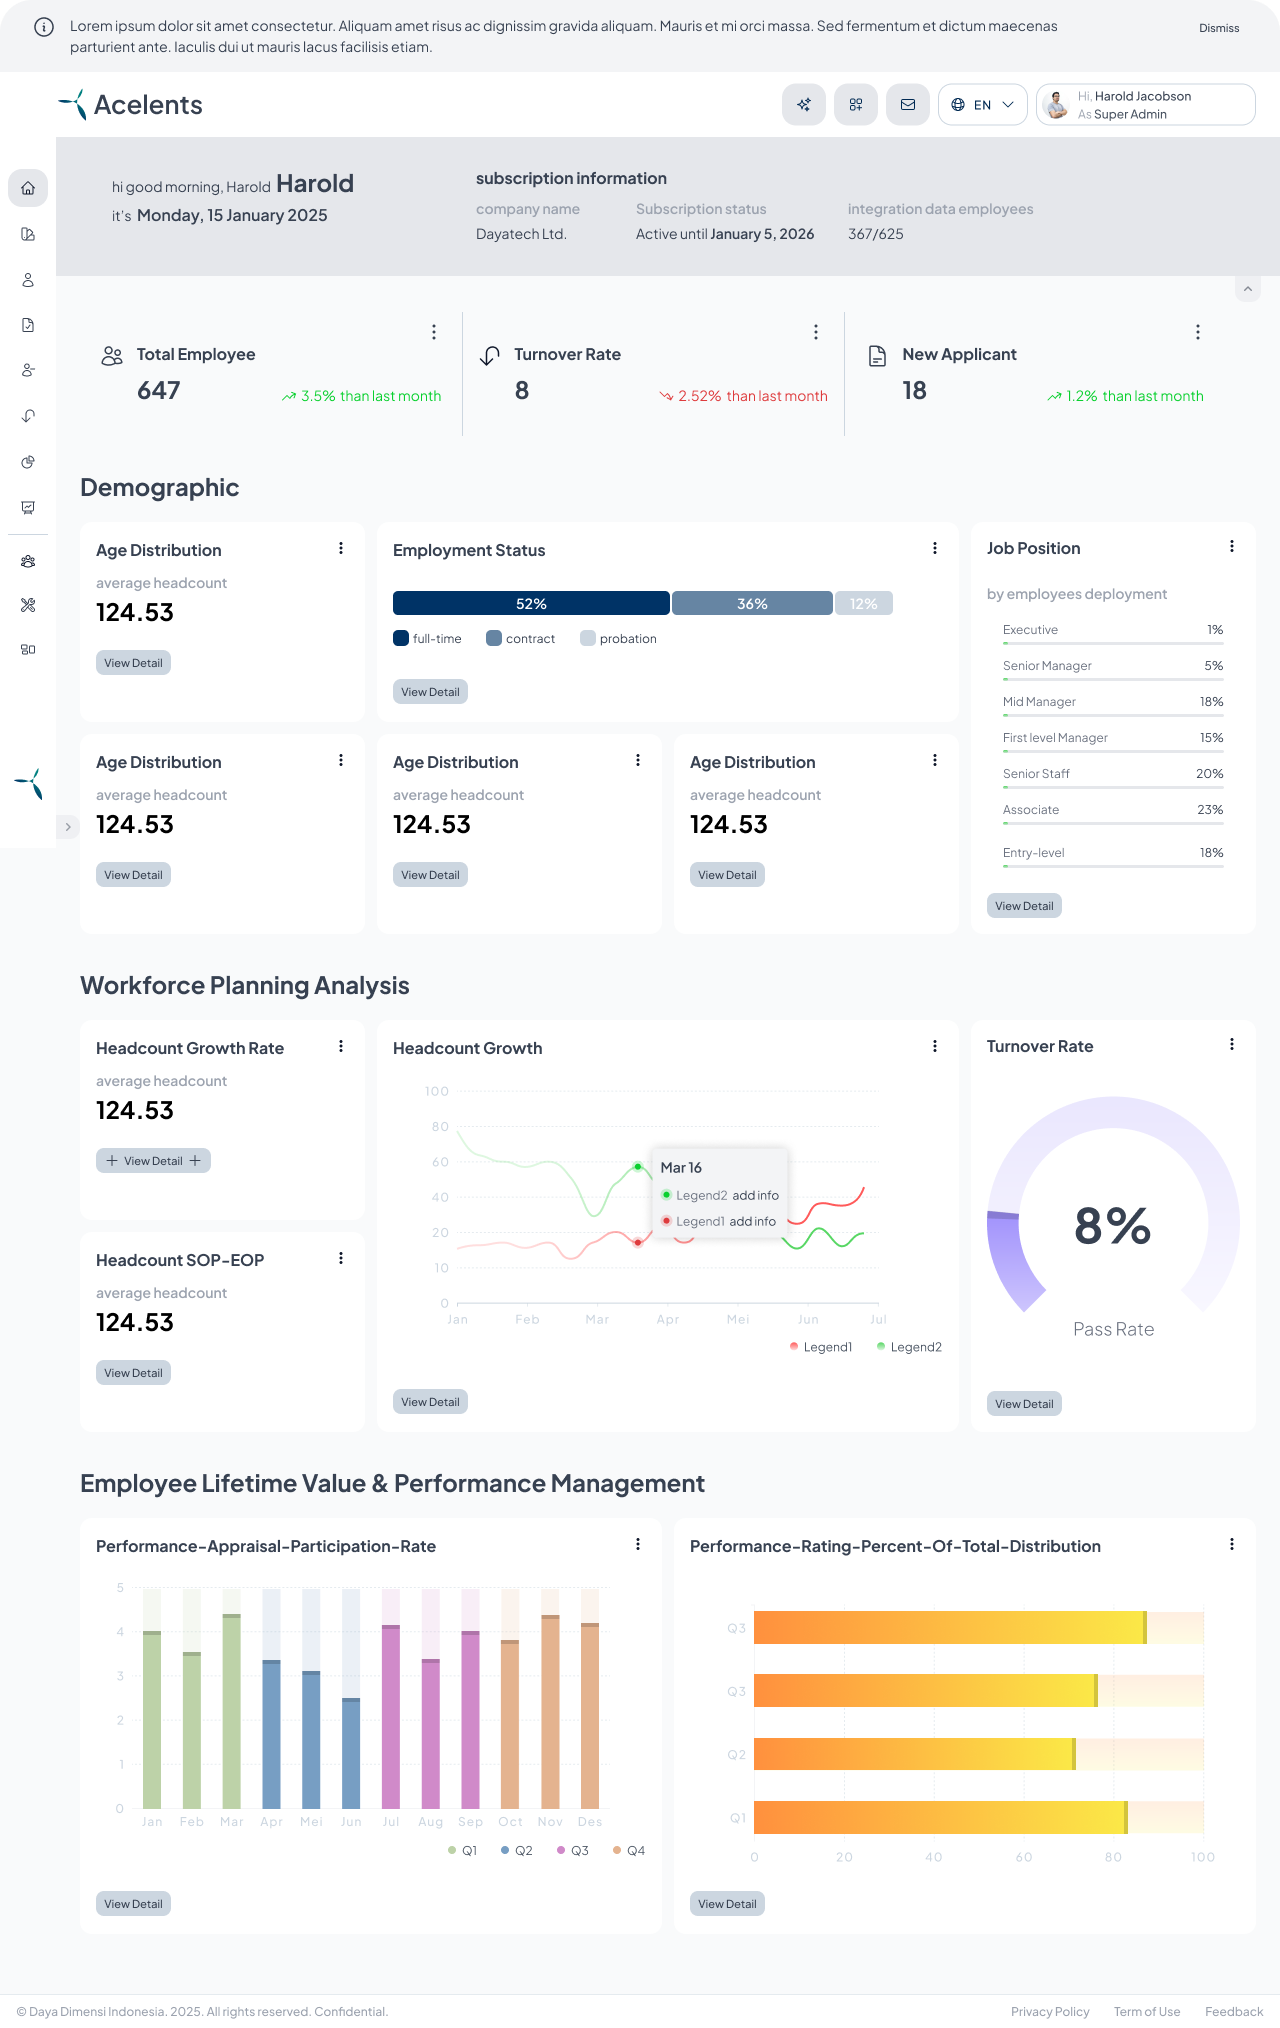 Lorem ipsum dolor sit amet consectetur. Aliquam amet risus ac dignissim gravida aliquam. Mauris et mi orci massa. Sed fermentum et dictum maecenas
parturient ante. Iaculis dui ut mauris lacus facilisis etiam.
Dismiss
Acelents
EN
Hi, Harold Jacobson
As Super Admin
hi good morning, Harold Harold
it's Monday, 15 January 2025
subscription information
company name
Dayatech Ltd.
Subscription status
Active until January 5, 2026
integration data employees
367/625
Total Employee
647
3.5% than last month
Turnover Rate
8
2.52% than last month
New Applicant
18
1.2% than last month
Demographic
Age Distribution
average headcount
124.53
View Detail
Employment Status
52%
36%
12%
full-time
contract
probation
View Detail
Job Position
by employees deployment
Executive 1%
Senior Manager 5%
Mid Manager 18%
First level Manager 15%
Senior Staff 20%
Associate 23%
Entry-level 18%
View Detail
Age Distribution
average headcount
124.53
View Detail
Age Distribution
average headcount
124.53
View Detail
Age Distribution
average headcount
124.53
View Detail
Workforce Planning Analysis
Headcount Growth Rate
average headcount
124.53
View Detail
Headcount SOP-EOP
average headcount
124.53
View Detail
Headcount Growth
100
80
60
40
20
10
0
Jan Feb Mar Apr Mei Jun Jul
Mar 16
Legend2 add info
Legend1 add info
Legend1 Legend2
View Detail
Turnover Rate
8%
Pass Rate
View Detail
Employee Lifetime Value & Performance Management
Performance-Appraisal-Participation-Rate
5
4
3
2
1
0
Jan Feb Mar Apr Mei Jun Jul Aug Sep Oct Nov Des
Q1 Q2 Q3 Q4
View Detail
Performance-Rating-Percent-Of-Total-Distribution
Q3
Q3
Q2
Q1
0 20 40 60 80 100
View Detail
© Daya Dimensi Indonesia. 2025. All rights reserved. Confidential.
Privacy Policy Term of Use Feedback